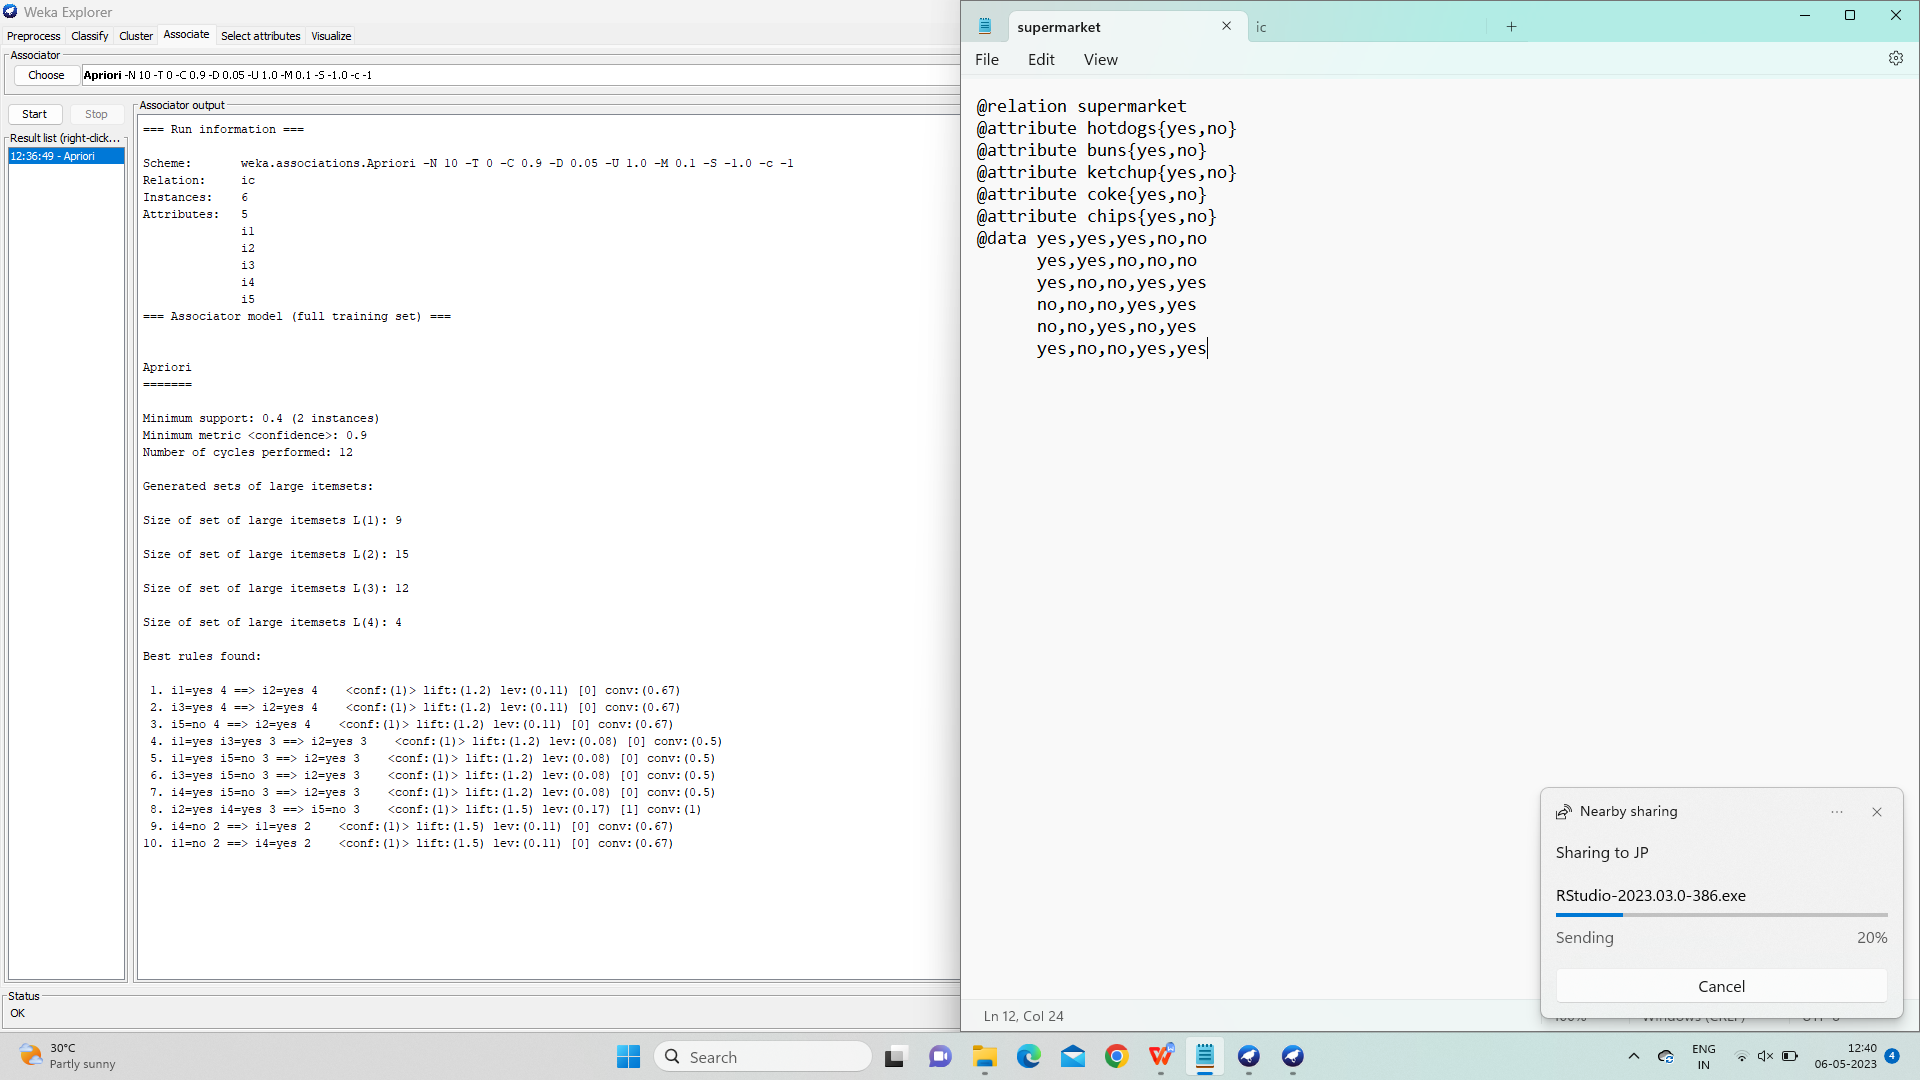 Weka Explorer
Preprocess Classify Cluster Associate Select attributes Visualize
Associator
Choose Apriori -N 10 -T 0 -C 0.9 -D 0.05 -U 1.0 -M 0.1 -S -1.0 -c -1
Start Stop
Result list (right-click...
12:36:49 - Apriori
Associator output
=== Run information ===
Scheme: weka.associations.Apriori -N 10 -T 0 -C 0.9 -D 0.05 -U 1.0 -M 0.1 -S -1.0 -c -1
Relation: ic
Instances: 6
Attributes: 5
i1
i2
i3
i4
i5
=== Associator model (full training set) ===
Apriori
=======
Minimum support: 0.4 (2 instances)
Minimum metric <confidence>: 0.9
Number of cycles performed: 12
Generated sets of large itemsets:
Size of set of large itemsets L(1): 9
Size of set of large itemsets L(2): 15
Size of set of large itemsets L(3): 12
Size of set of large itemsets L(4): 4
Best rules found:
1. i1=yes 4 ==> i2=yes 4 <conf:(1)> lift:(1.2) lev:(0.11) [0] conv:(0.67)
2. i3=yes 4 ==> i2=yes 4 <conf:(1)> lift:(1.2) lev:(0.11) [0] conv:(0.67)
3. i5=no 4 ==> i2=yes 4 <conf:(1)> lift:(1.2) lev:(0.11) [0] conv:(0.67)
4. i1=yes i3=yes 3 ==> i2=yes 3 <conf:(1)> lift:(1.2) lev:(0.08) [0] conv:(0.5)
5. i1=yes i5=no 3 ==> i2=yes 3 <conf:(1)> lift:(1.2) lev:(0.08) [0] conv:(0.5)
6. i3=yes i5=no 3 ==> i2=yes 3 <conf:(1)> lift:(1.2) lev:(0.08) [0] conv:(0.5)
7. i4=yes i5=no 3 ==> i2=yes 3 <conf:(1)> lift:(1.2) lev:(0.08) [0] conv:(0.5)
8. i2=yes i4=yes 3 ==> i5=no 3 <conf:(1)> lift:(1.5) lev:(0.17) [1] conv:(1)
9. i4=no 2 ==> i1=yes 2 <conf:(1)> lift:(1.5) lev:(0.11) [0] conv:(0.67)
10. i1=no 2 ==> i4=yes 2 <conf:(1)> lift:(1.5) lev:(0.11) [0] conv:(0.67)
Status
OK
supermarket ic
File Edit View
@relation supermarket
@attribute hotdogs{yes,no}
@attribute buns{yes,no}
@attribute ketchup{yes,no}
@attribute coke{yes,no}
@attribute chips{yes,no}
@data yes,yes,yes,no,no
yes,yes,no,no,no
yes,no,no,yes,yes
no,no,no,yes,yes
no,no,yes,no,yes
yes,no,no,yes,yes
Ln 12, Col 24
Nearby sharing
Sharing to JP
RStudio-2023.03.0-386.exe
Sending 20%
Cancel
30°C
Partly sunny
Search
ENG
IN
12:40
06-05-2023
4